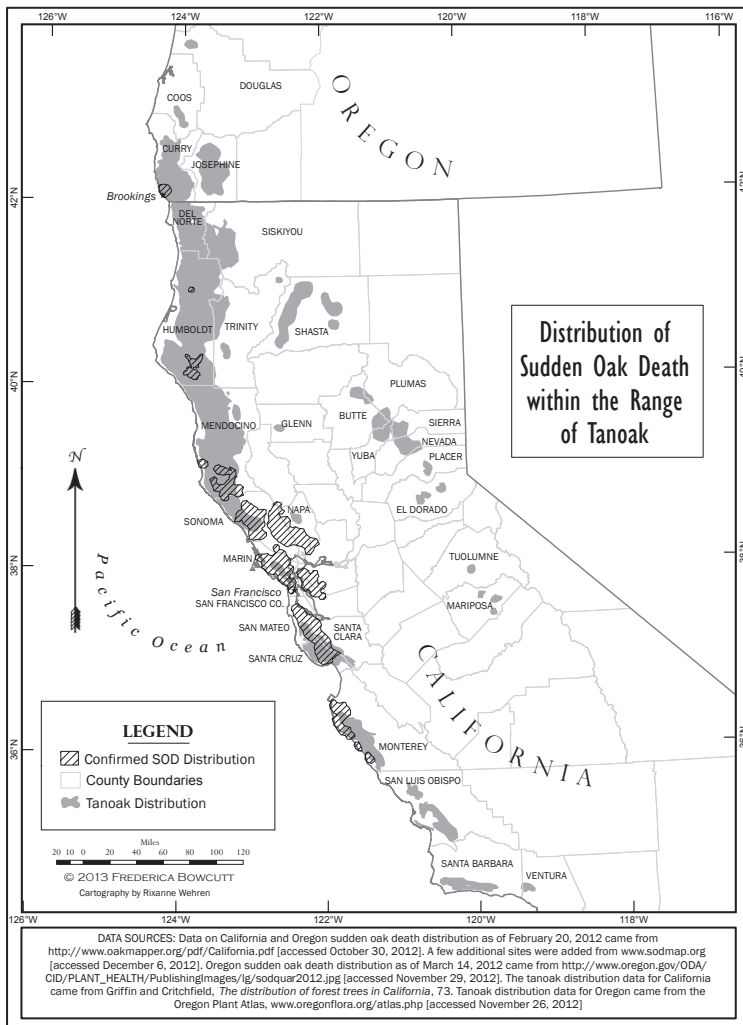 126°W
124°W
122°W
120°W
118°W
116°W
OREGON
COOS
DOUGLAS
CURRY
JOSEPHINE
42°N
42°N
Brookings
DEL
NORTE
SISKIYOU
HUMBOLDT
TRINITY
SHASTA
Distribution of
Sudden Oak Death
within the Range
of Tanoak
40°N
40°N
PLUMAS
MENDOCINO
GLENN
BUTTE
SIERRA
NEVADA
YUBA
PLACER
N
SONOMA
NAPA
EL DORADO
38°N
38°N
MARIN
TUOLUMNE
Pacific Ocean
San Francisco
SAN FRANCISCO CO.
MARIPOSA
SAN MATEO
SANTA
CLARA
SANTA CRUZ
CALIFORNIA
36°N
36°N
MONTEREY
SAN LUIS OBISPO
SANTA BARBARA
VENTURA
LEGEND
Confirmed SOD Distribution
County Boundaries
Tanoak Distribution
Miles
20 10 0 20 40 60 80 100 120
© 2013 FREDERICA BOWCUTT
Cartography by Rixanne Wehren
126°W
124°W
122°W
120°W
118°W
DATA SOURCES: Data on California and Oregon sudden oak death distribution as of February 20, 2012 came from
http://www.oakmapper.org/pdf/California.pdf [accessed October 30, 2012]. A few additional sites were added from www.sodmap.org
[accessed December 6, 2012]. Oregon sudden oak death distribution as of March 14, 2012 came from http://www.oregon.gov/ODA/
CID/PLANT_HEALTH/PublishingImages/lg/sodquar2012.jpg [accessed November 29, 2012]. The tanoak distribution data for California
came from Griffin and Critchfield, The distribution of forest trees in California, 73. Tanoak distribution data for Oregon came from the
Oregon Plant Atlas, www.oregonflora.org/atlas.php [accessed November 26, 2012]